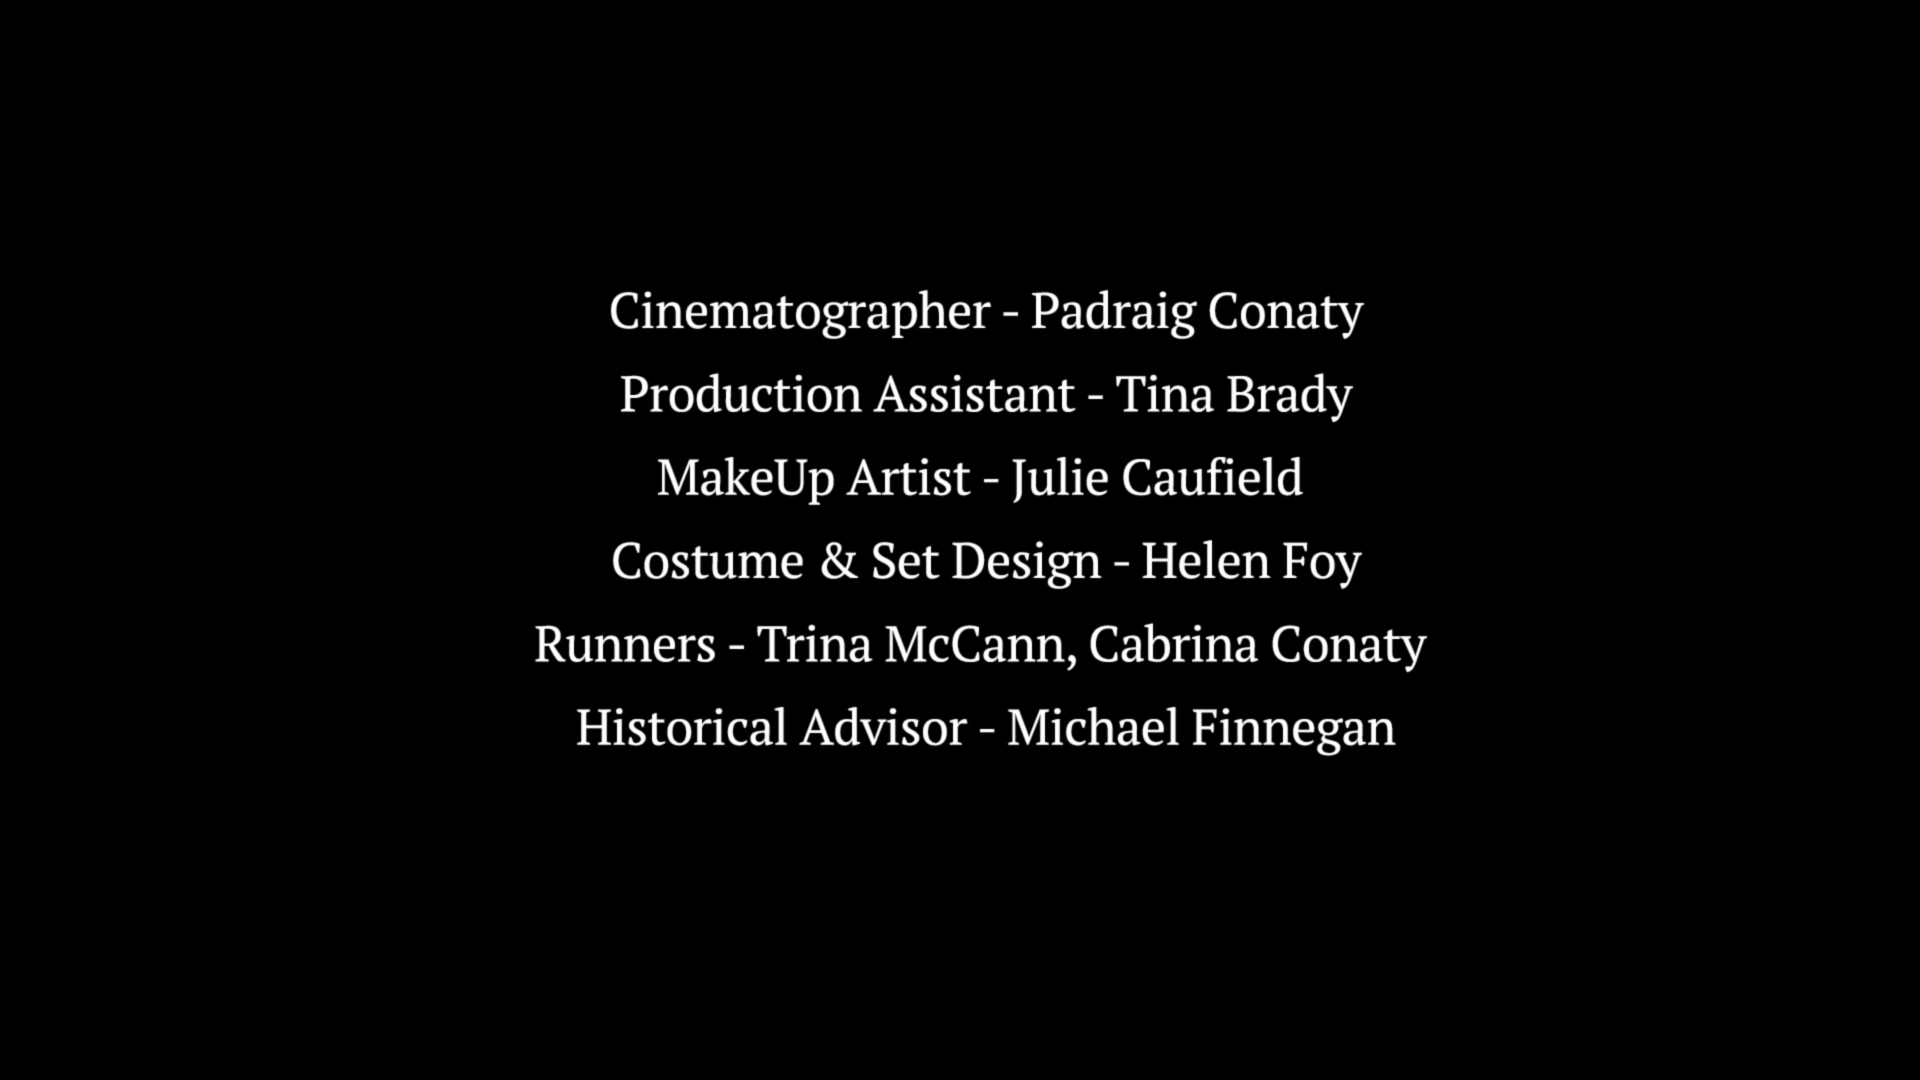 Cinematographer - Padraig Conaty
Production Assistant - Tina Brady
MakeUp Artist - Julie Caufield
Costume & Set Design - Helen Foy
Runners - Trina McCann, Cabrina Conaty
Historical Advisor - Michael Finnegan